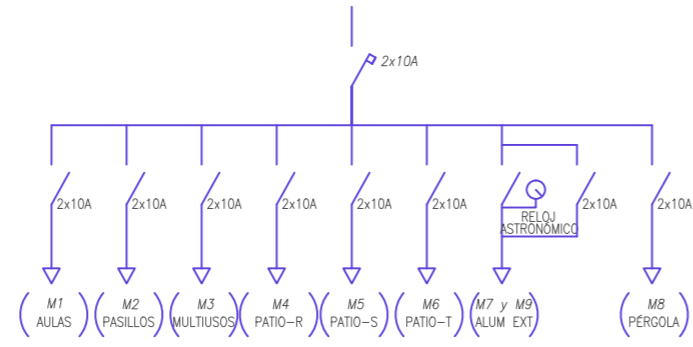 2x10A
2x10A
2x10A
2x10A
2x10A
2x10A
2x10A
2x10A
2x10A
RELOJ
ASTRONÓMICO
M1
AULAS
M2
PASILLOS
M3
MULTIUSOS
M4
PATIO-R
M5
PATIO-S
M6
PATIO-T
M7 y M9
ALUM EXT
M8
PÉRGOLA